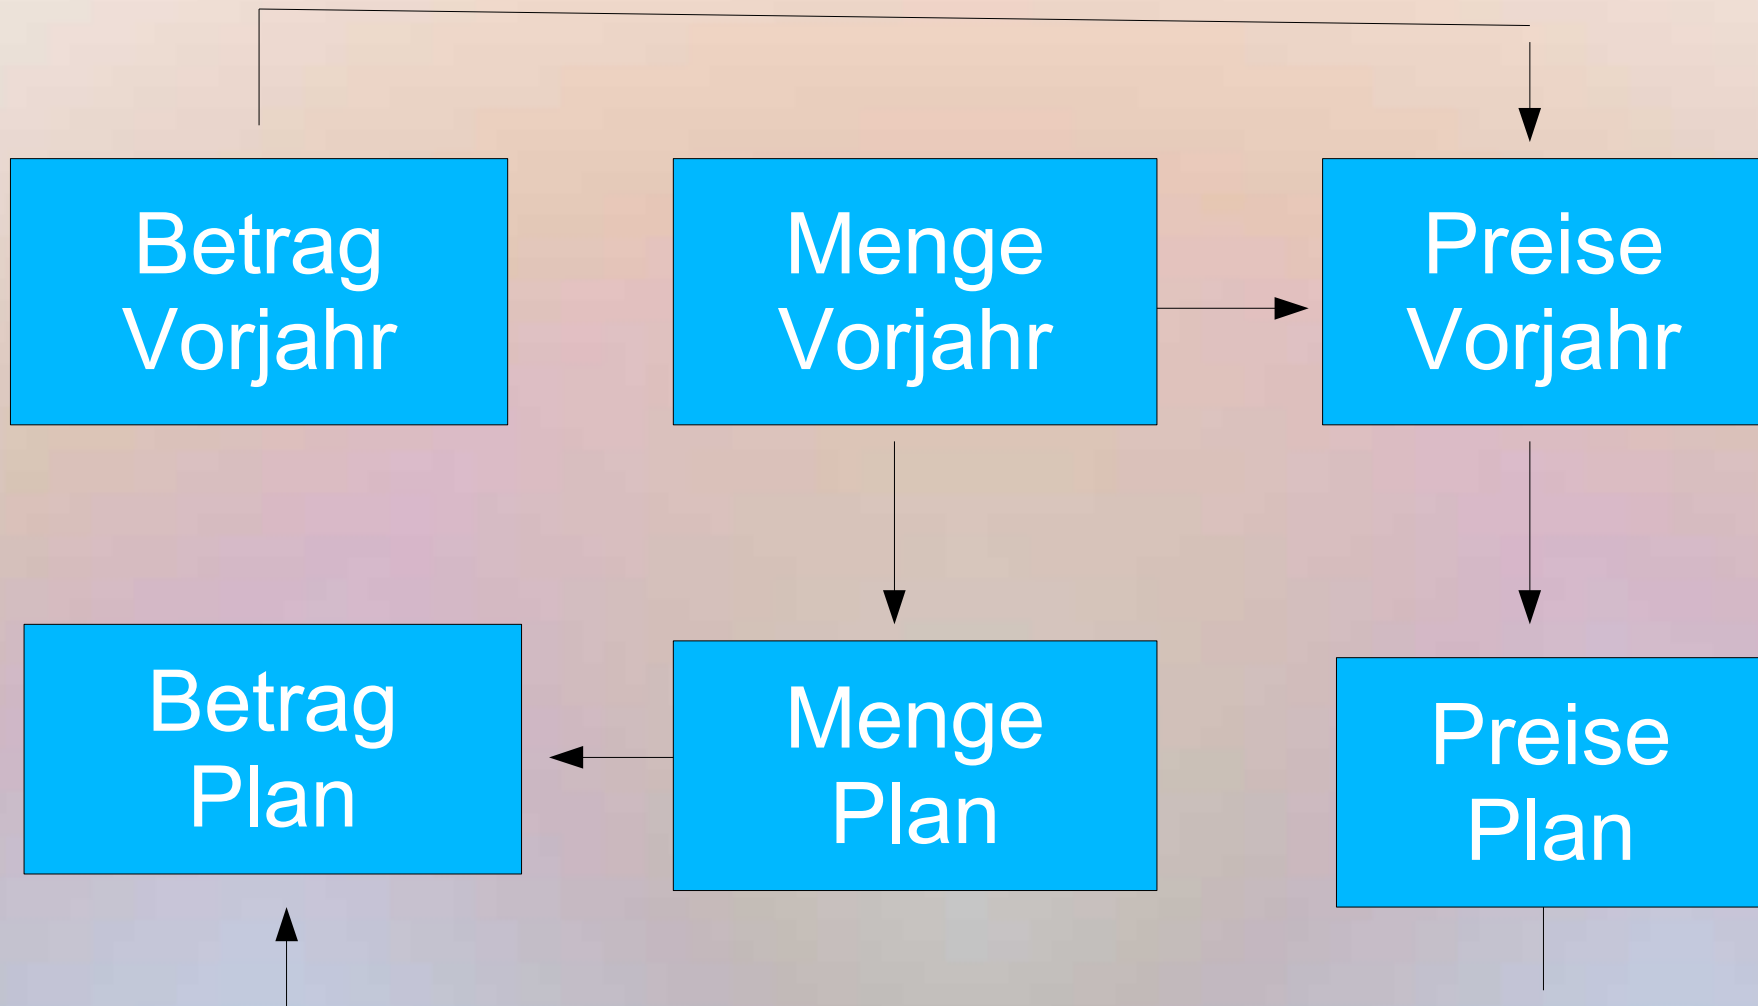 Betrag
Vorjahr
Menge
Vorjahr
Preise
Vorjahr
Betrag
Plan
Menge
Plan
Preise
Plan